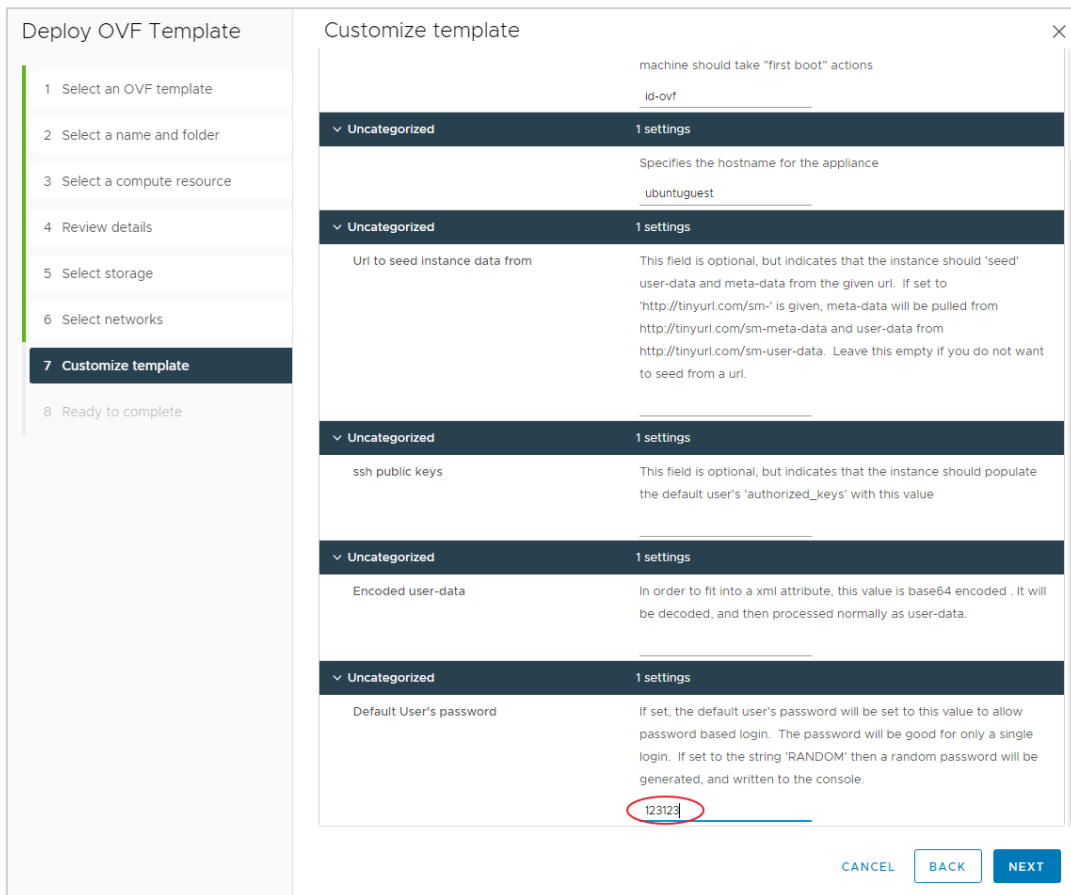 Deploy OVF Template
1 Select an OVF template
2 Select a name and folder
3 Select a compute resource
4 Review details
5 Select storage
6 Select networks
7 Customize template
8 Ready to complete
Customize template
machine should take "first boot" actions
id-ovf
Uncategorized 1 settings
Specifies the hostname for the appliance
ubuntuguest
Uncategorized 1 settings
Url to seed instance data from
This field is optional, but indicates that the instance should 'seed'
user-data and meta-data from the given url. If set to
'http://tinyurl.com/sm-' is given, meta-data will be pulled from
http://tinyurl.com/sm-meta-data and user-data from
http://tinyurl.com/sm-user-data. Leave this empty if you do not want
to seed from a url.
Uncategorized 1 settings
ssh public keys
This field is optional, but indicates that the instance should populate
the default user's 'authorized_keys' with this value
Uncategorized 1 settings
Encoded user-data
In order to fit into a xml attribute, this value is base64 encoded . It will
be decoded, and then processed normally as user-data.
Uncategorized 1 settings
Default User's password
If set, the default user's password will be set to this value to allow
password based login. The password will be good for only a single
login. If set to the string 'RANDOM' then a random password will be
generated, and written to the console.
123123
CANCEL BACK NEXT